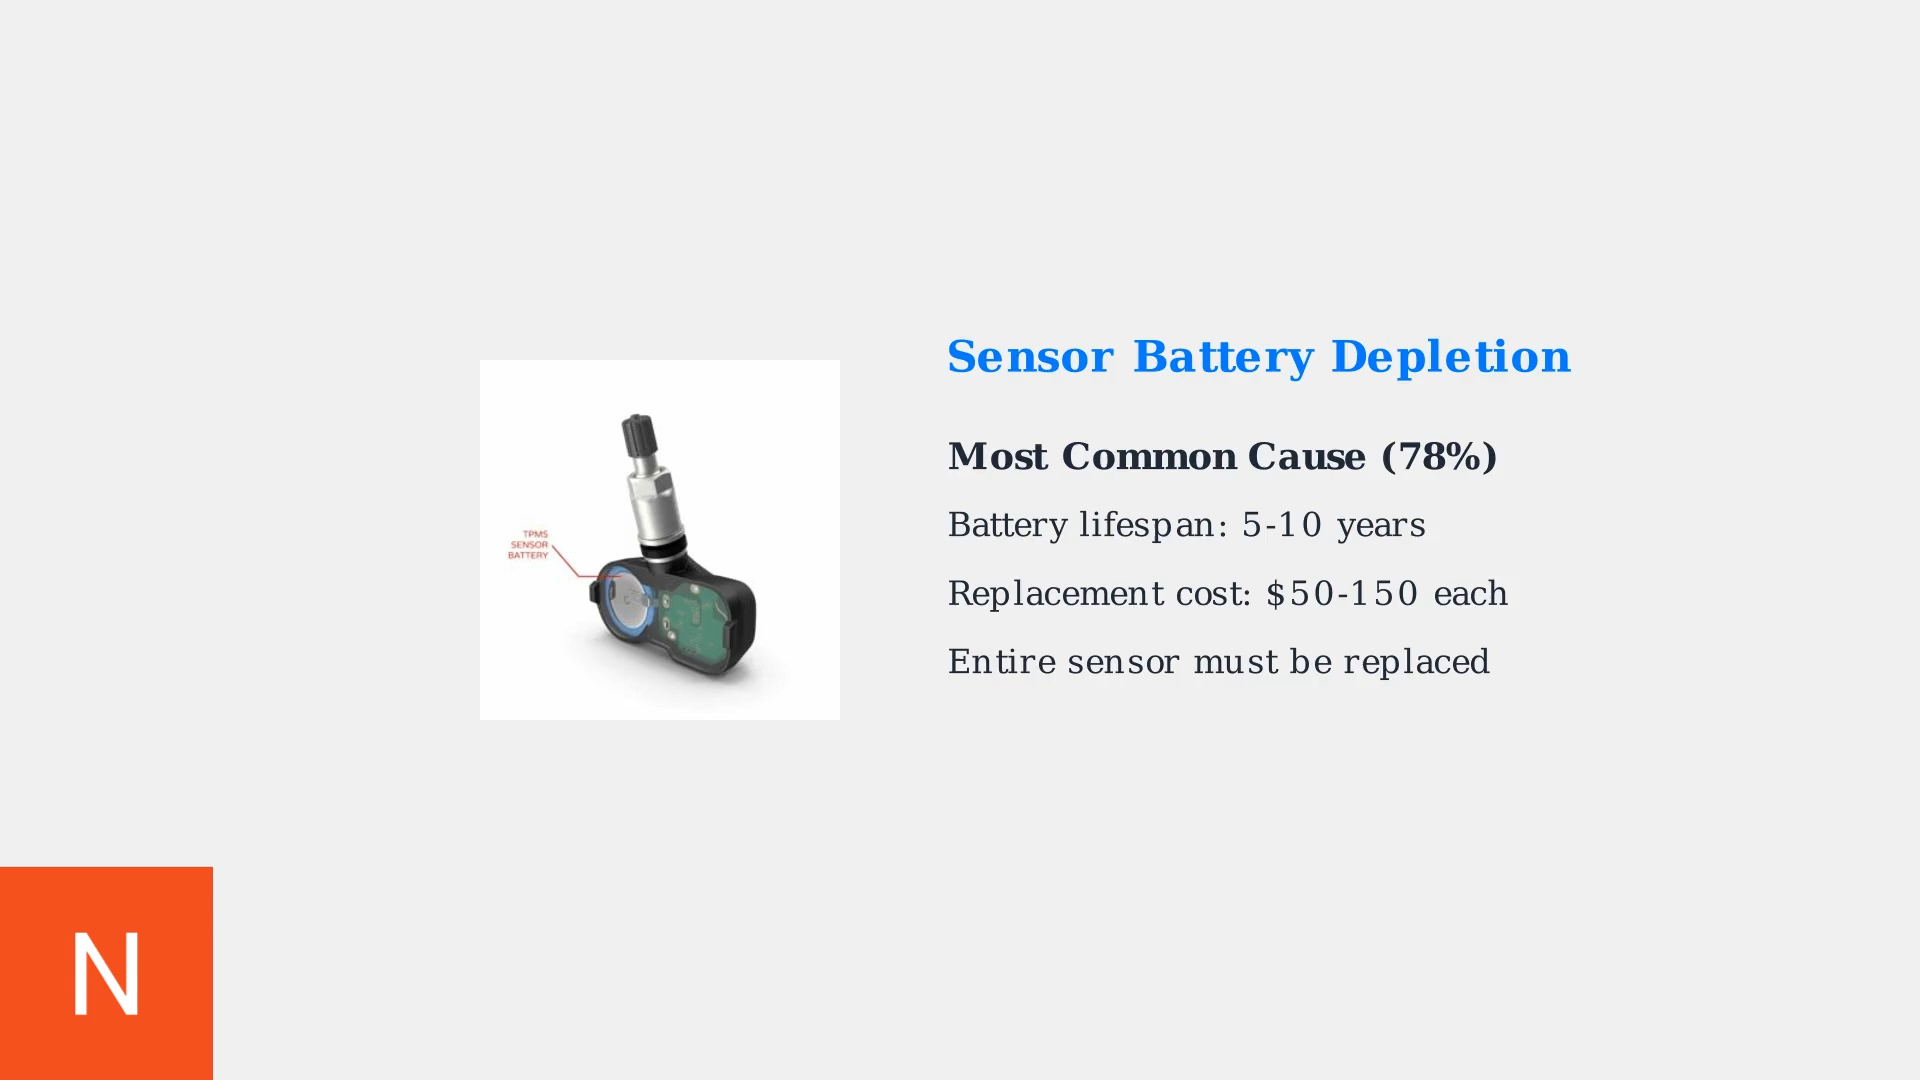 Sensor Battery Depletion
Most Common Cause (78%)
Battery lifespan: 5-10 years
Replacement cost: $50-150 each
Entire sensor must be replaced
TPMS
SENSOR
BATTERY
N